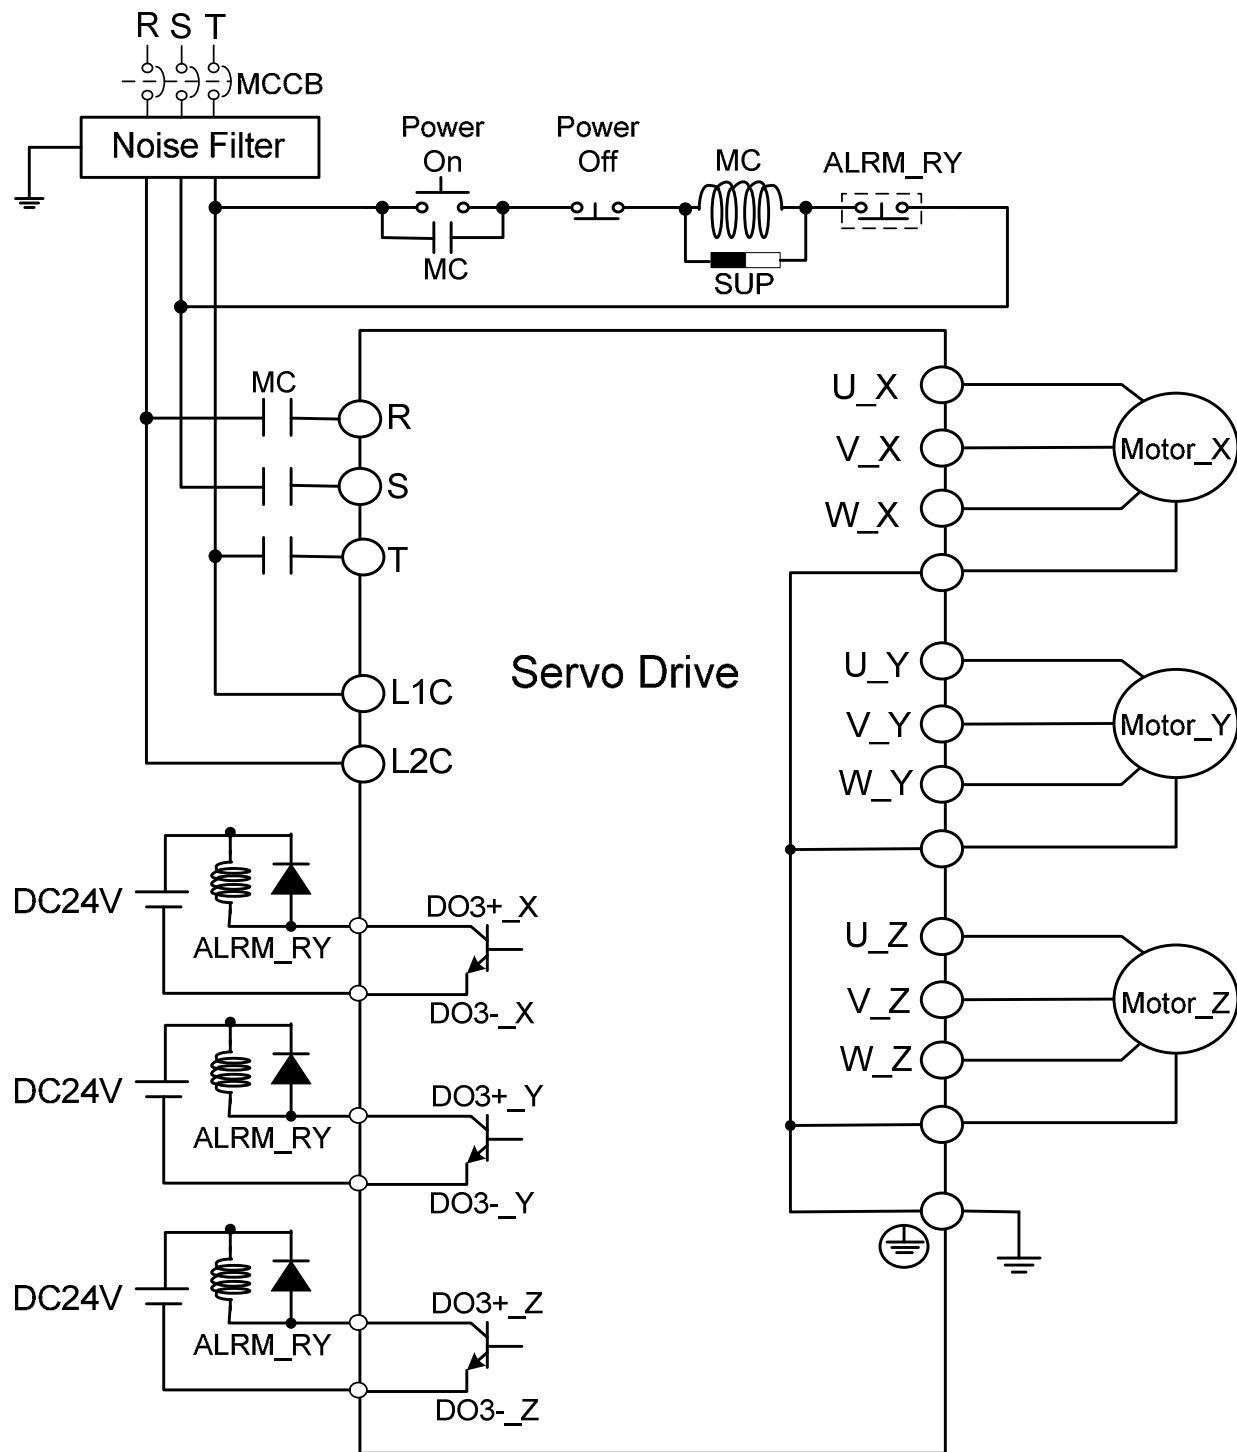 R S T
MCCB
Noise Filter
Power
On
Power
Off
MC
ALRM_RY
MC
SUP
MC
R
S
T
L1C
L2C
Servo Drive
U_X
V_X
W_X
Motor_X
U_Y
V_Y
W_Y
Motor_Y
U_Z
V_Z
W_Z
Motor_Z
DC24V
ALRM_RY
DO3+_X
DO3-_X
DC24V
ALRM_RY
DO3+_Y
DO3-_Y
DC24V
ALRM_RY
DO3+_Z
DO3-_Z